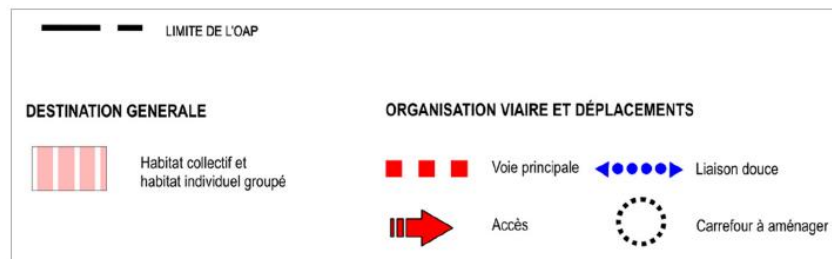 LIMITE DE L'OAP
DESTINATION GENERALE
Habitat collectif et
habitat individuel groupé
ORGANISATION VIAIRE ET DÉPLACEMENTS
Voie principale
Liaison douce
Accès
Carrefour à aménager